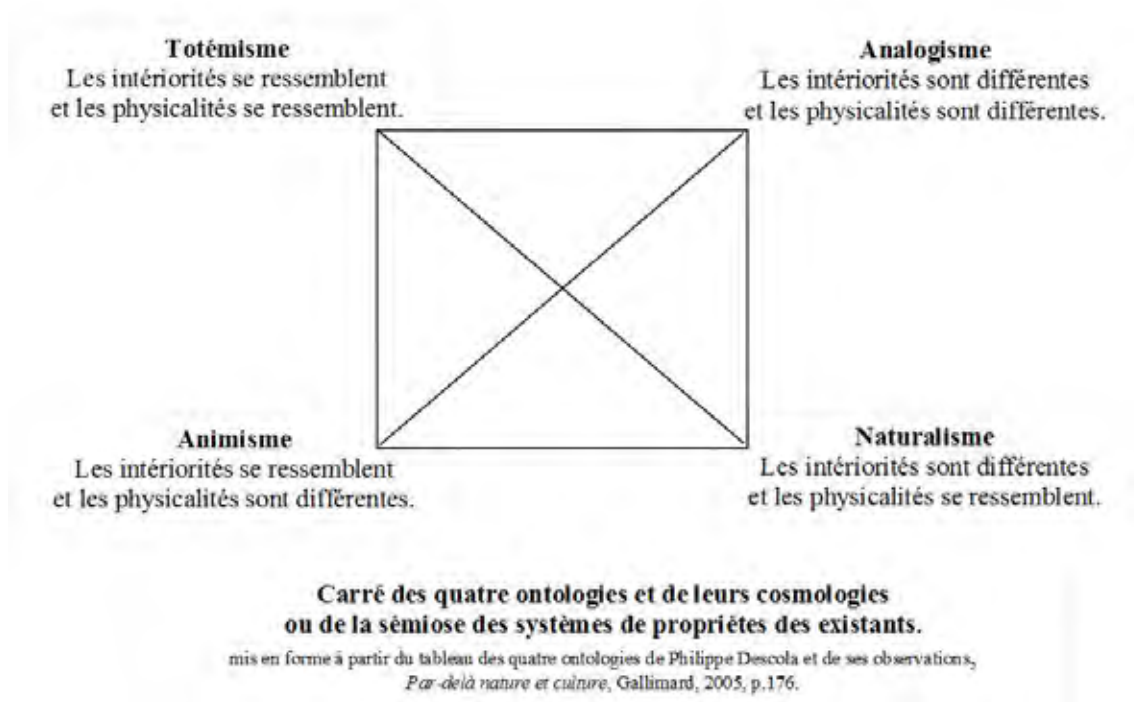 Totémisme
Les intériorités se ressemblent
et les physicalités se ressemblent.
Analogisme
Les intériorités sont différentes
et les physicalités sont différentes.
Animisme
Les intériorités se ressemblent
et les physicalités sont différentes.
Naturalisme
Les intériorités sont différentes
et les physicalités se ressemblent.
Carré des quatre ontologies et de leurs cosmologies
ou de la sémiose des systèmes de propriétes des existants.
mis en forme à partir du tableau des quatre ontologies de Philippe Descola et de ses observations,
Par-delà nature et culture, Gallimard, 2005, p.176.